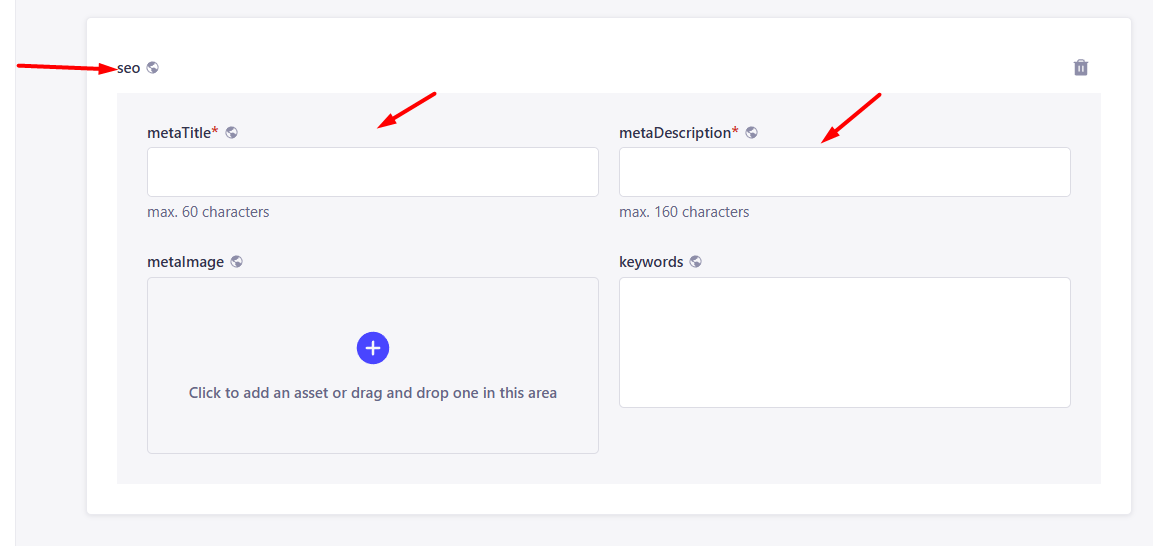 seo
metaTitle*
metaDescription*
max. 60 characters
max. 160 characters
metaImage
keywords
Click to add an asset or drag and drop one in this area